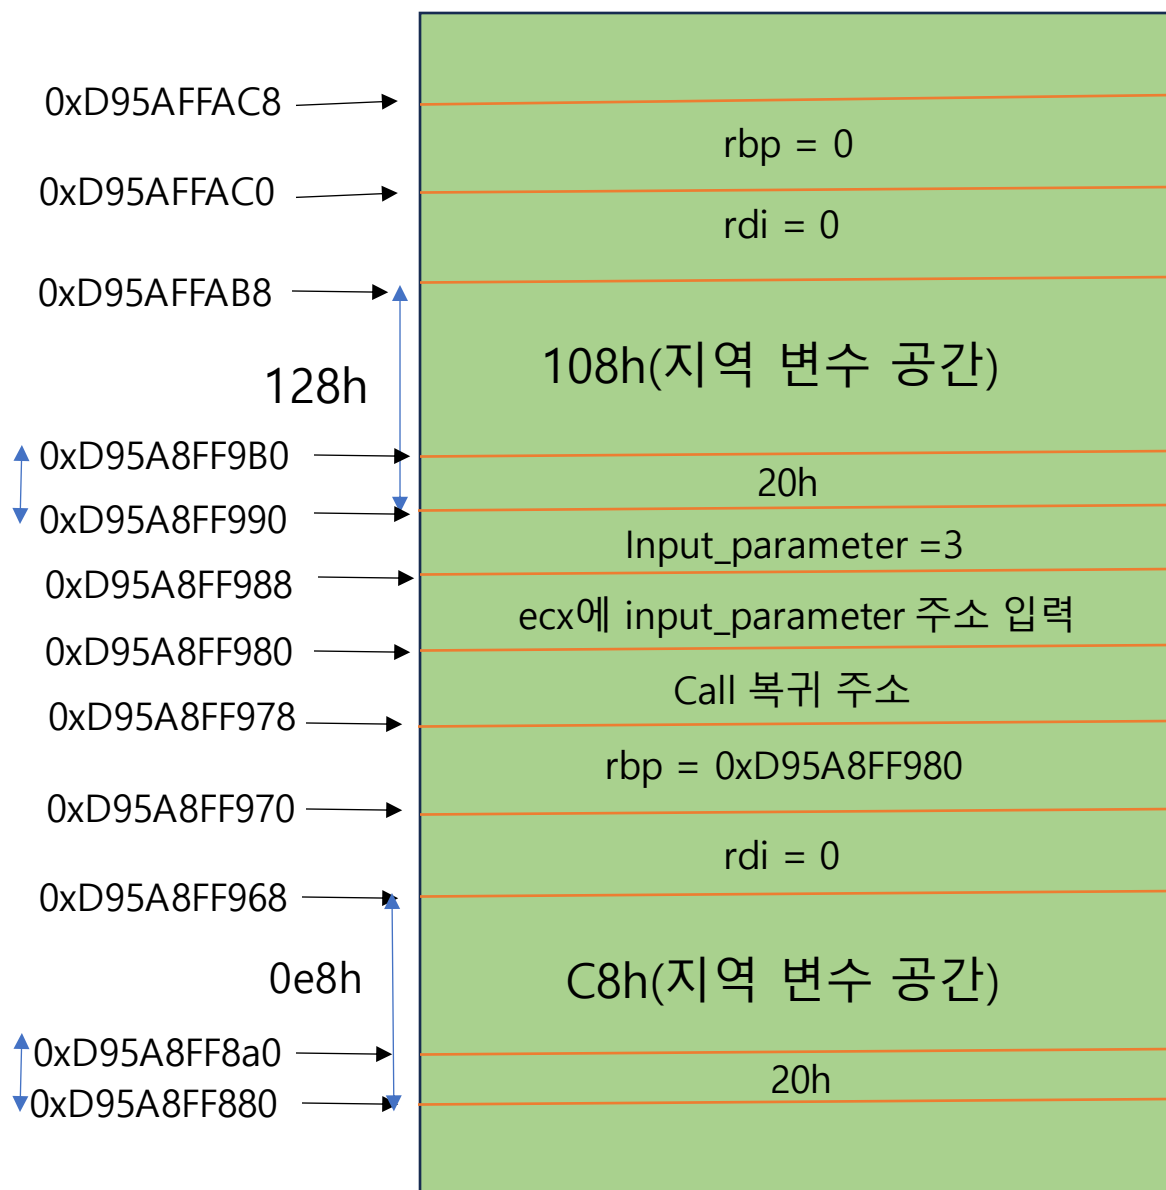 0xD95AFFAC8
rbp = 0
0xD95AFFAC0
rdi = 0
0xD95AFFAB8
108h(지역 변수 공간)
128h
0xD95A8FF9B0
20h
0xD95A8FF990
Input_parameter =3
0xD95A8FF988
ecx에 input_parameter 주소 입력
0xD95A8FF980
Call 복귀 주소
0xD95A8FF978
rbp = 0xD95A8FF980
0xD95A8FF970
rdi = 0
0xD95A8FF968
0e8h
C8h(지역 변수 공간)
0xD95A8FF8a0
20h
0xD95A8FF880